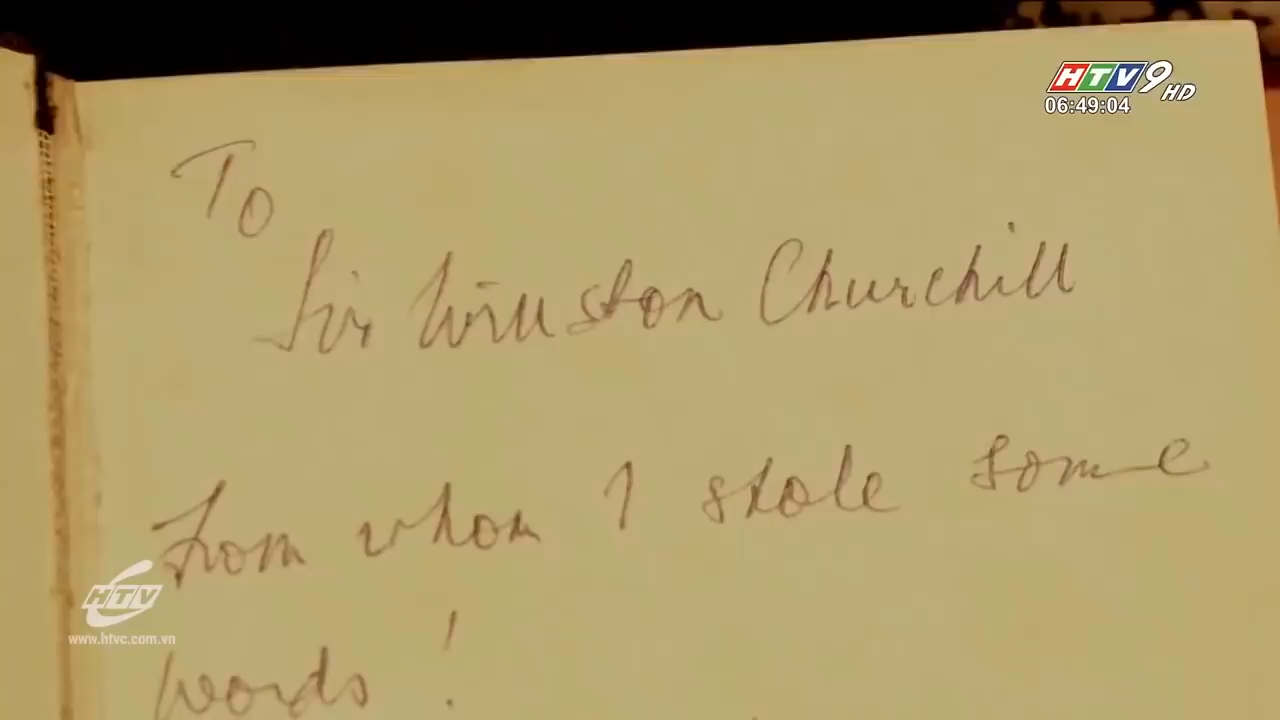 HTV9 HD
06:49:04
To
Sir Winston Churchill
from whom I stole some
words!
HTV
www.htvc.com.vn